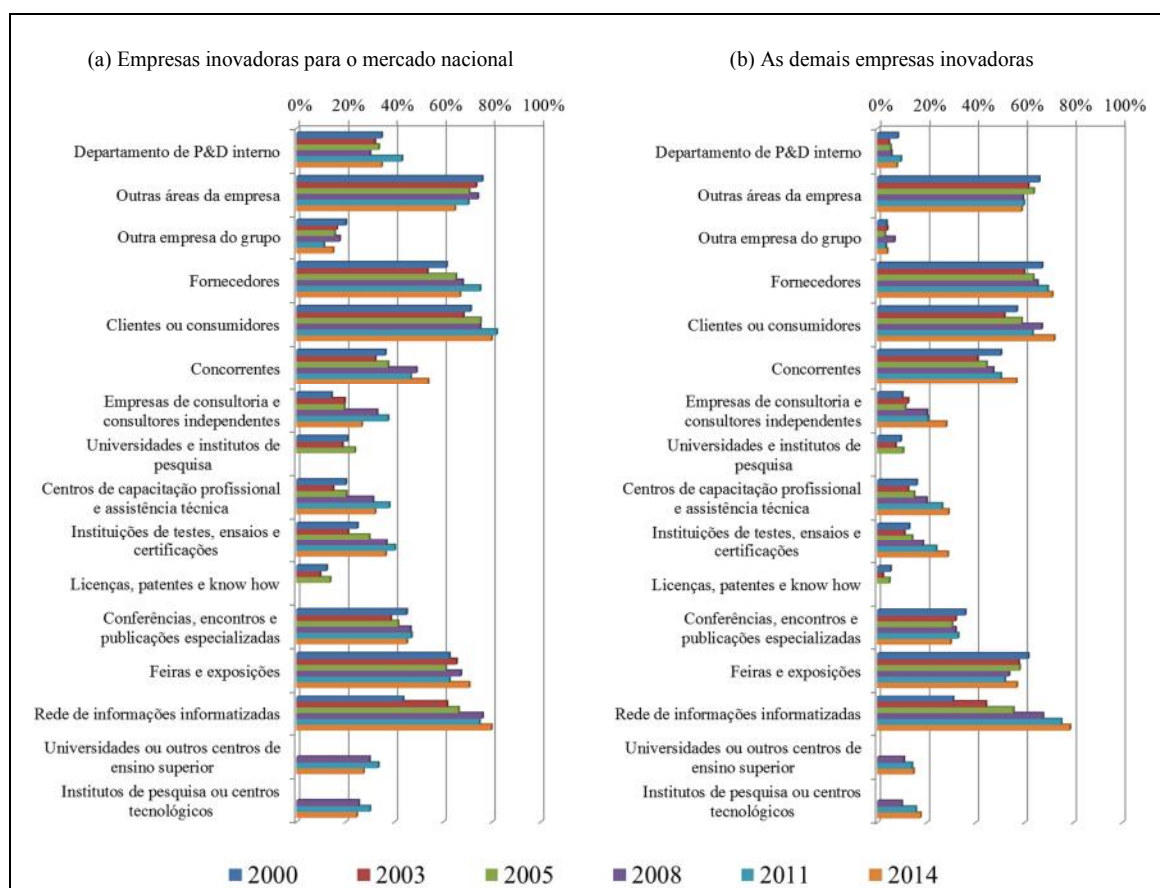 (a) Empresas inovadoras para o mercado nacional
0% 20% 40% 60% 80% 100%
Departamento de P&D interno
Outras áreas da empresa
Outra empresa do grupo
Fornecedores
Clientes ou consumidores
Concorrentes
Empresas de consultoria e
consultores independentes
Universidades e institutos de
pesquisa
Centros de capacitação profissional
e assistência técnica
Instituições de testes, ensaios e
certificações
Licenças, patentes e know how
Conferências, encontros e
publicações especializadas
Feiras e exposições
Rede de informações informatizadas
Universidades ou outros centros de
ensino superior
Institutos de pesquisa ou centros
tecnológicos
(b) As demais empresas inovadoras
0% 20% 40% 60% 80% 100%
Departamento de P&D interno
Outras áreas da empresa
Outra empresa do grupo
Fornecedores
Clientes ou consumidores
Concorrentes
Empresas de consultoria e
consultores independentes
Universidades e institutos de
pesquisa
Centros de capacitação profissional
e assistência técnica
Instituições de testes, ensaios e
certificações
Licenças, patentes e know how
Conferências, encontros e
publicações especializadas
Feiras e exposições
Rede de informações informatizadas
Universidades ou outros centros de
ensino superior
Institutos de pesquisa ou centros
tecnológicos
2000 2003 2005 2008 2011 2014